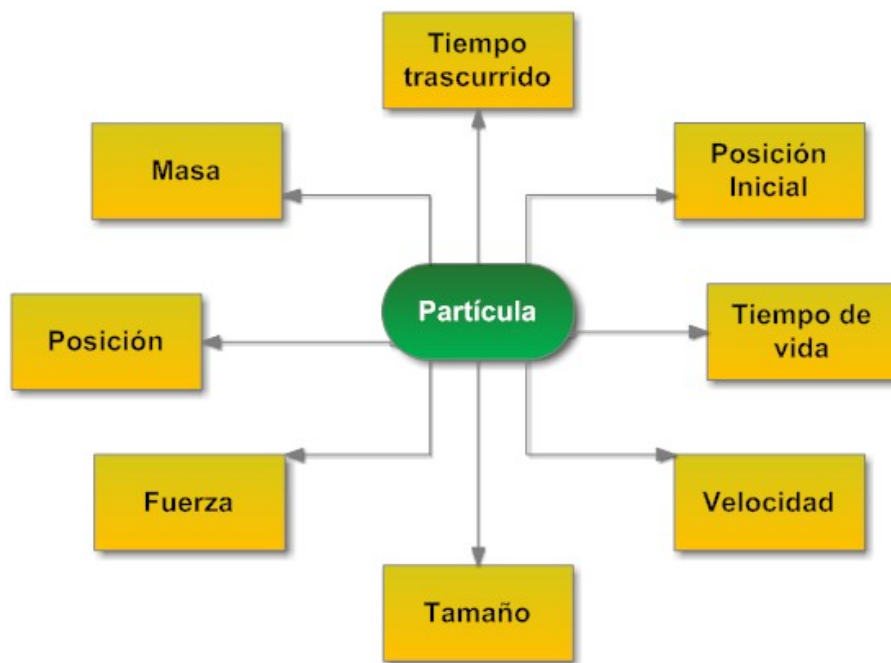 Tiempo
trascurrido
Masa
Posición
Inicial
Partícula
Posición
Tiempo de
vida
Fuerza
Velocidad
Tamaño